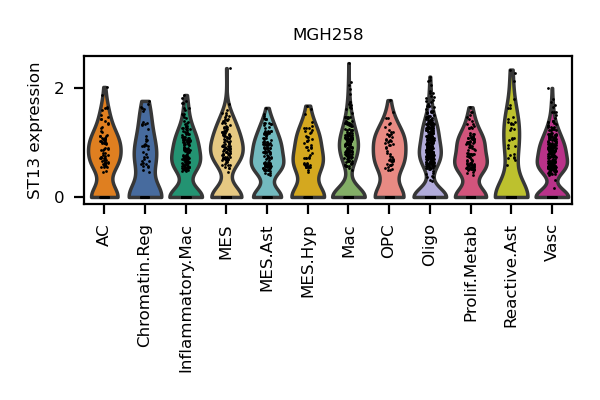 MGH258
ST13 expression
2
0
AC
Chromatin.Reg
Inflammatory.Mac
MES
MES.Ast
MES.Hyp
Mac
OPC
Oligo
Prolif.Metab
Reactive.Ast
Vasc